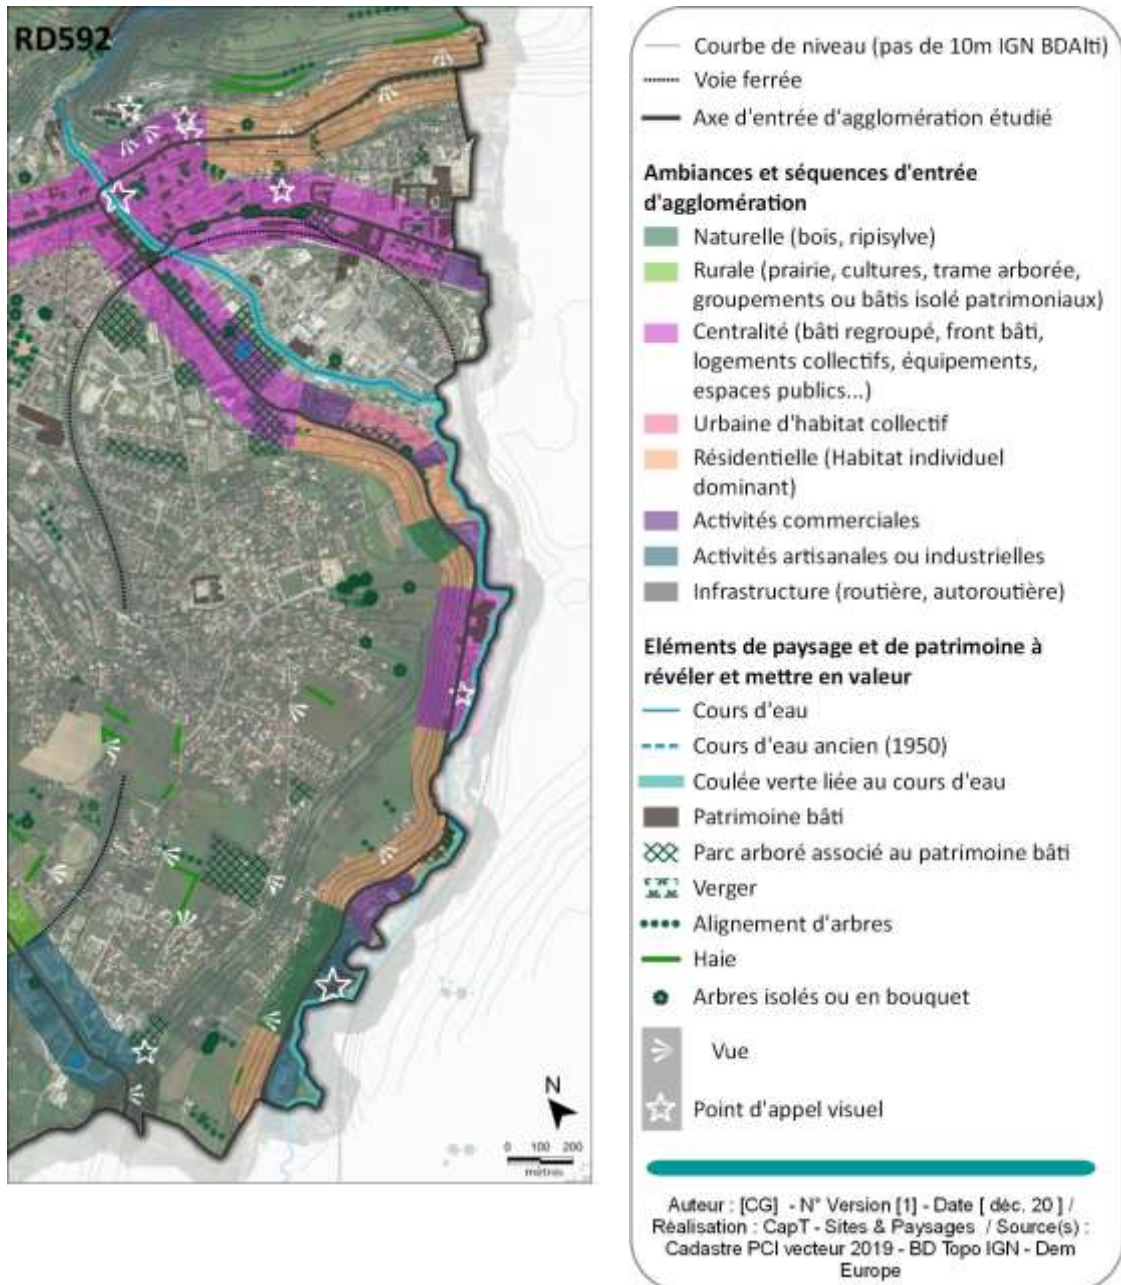 RD592
N
0 100 200
mètres
Courbe de niveau (pas de 10m IGN BDAlti)
Voie ferrée
Axe d'entrée d'agglomération étudié
Ambiances et séquences d'entrée
d'agglomération
Naturelle (bois, ripisylve)
Rurale (prairie, cultures, trame arborée,
groupements ou bâtis isolé patrimoniaux)
Centralité (bâti regroupé, front bâti,
logements collectifs, équipements,
espaces publics...)
Urbaine d'habitat collectif
Résidentielle (Habitat individuel
dominant)
Activités commerciales
Activités artisanales ou industrielles
Infrastructure (routière, autoroutière)
Eléments de paysage et de patrimoine à
révéler et mettre en valeur
Cours d'eau
Cours d'eau ancien (1950)
Coulée verte liée au cours d'eau
Patrimoine bâti
Parc arboré associé au patrimoine bâti
Verger
Alignement d'arbres
Haie
Arbres isolés ou en bouquet
Vue
Point d'appel visuel
Auteur : [CG] - N° Version [1] - Date [ déc. 20 ] /
Réalisation : CapT - Sites & Paysages / Source(s) :
Cadastre PCI vecteur 2019 - BD Topo IGN - Dem
Europe